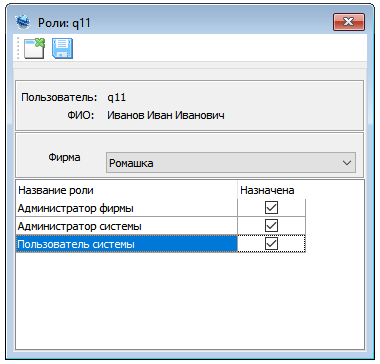 Роли: q11
Пользователь: q11
ФИО: Иванов Иван Иванович
Фирма Ромашка
Название роли Назначена
Администратор фирмы
Администратор системы
Пользователь системы